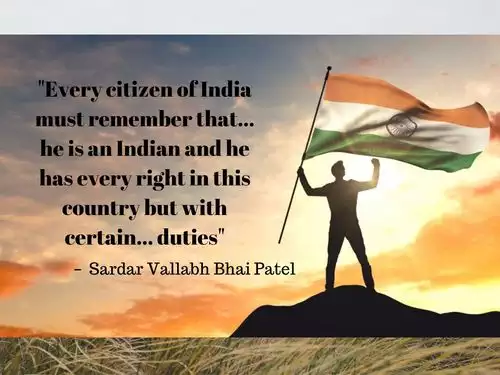 "Every citizen of India
must remember that...
he is an Indian and he
has every right in this
country but with
certain... duties"
– Sardar Vallabh Bhai Patel